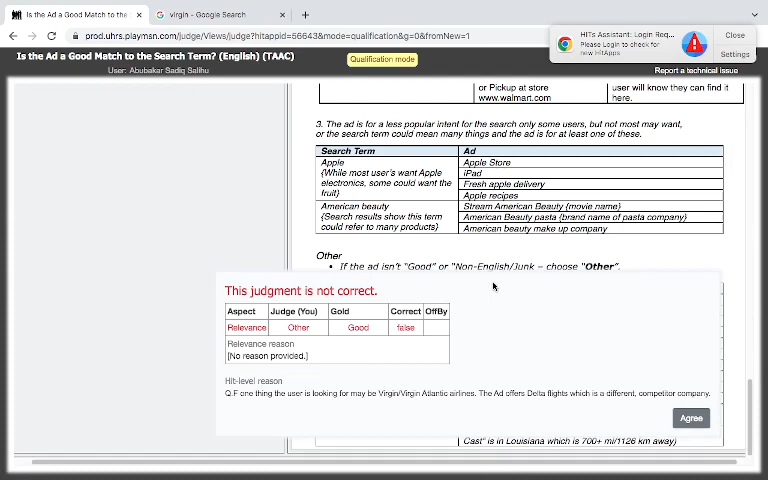 Is the Ad a Good Match to the
virgin - Google Search
prod.uhrs.playmsn.com/judge/Views/judge?hitappid=56643&mode=qualification&g=0&fromNew=1
HITs Assistant: Login Req...
Please Login to check for
new HitApps
Close
Settings
Is the Ad a Good Match to the Search Term? (English) (TAAC)
User: Abubakar Sadiq Salihu
Qualification mode
Report a technical issue
or Pickup at store
www.walmart.com
user will know they can find it
here.
3. The ad is for a less popular intent for the search only some users, but not most may want,
or the search term could mean many things and the ad is for at least one of these.
Search Term
Ad
Apple
{While most user's want Apple
electronics, some could want the
fruit}
Apple Store
iPad
Fresh apple delivery
Apple recipes
American beauty
{Search results show this term
could refer to many products}
Stream American Beauty {movie name}
American Beauty pasta {brand name of pasta company}
American beauty make up company
Other
• If the ad isn't "Good" or "Non-English/Junk – choose "Other".
This judgment is not correct.
Aspect Judge (You) Gold Correct OffBy
Relevance Other Good false
Relevance reason
[No reason provided.]
Hit-level reason
Q.F one thing the user is looking for may be Virgin/Virgin Atlantic airlines. The Ad offers Delta flights which is a different, competitor company.
Agree
Cast" is in Louisiana which is 700+ mi/1126 km away)